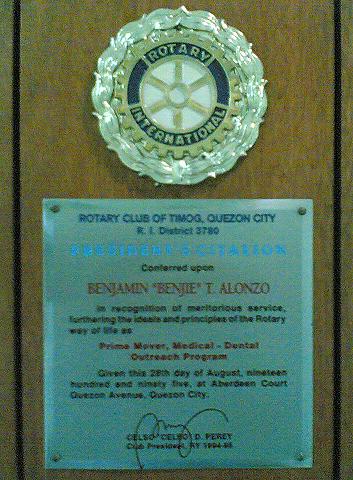 ROTARY
INTERNATIONAL
ROTARY CLUB OF TIMOG, QUEZON CITY
R. I. District 3780
PRESIDENT'S CITATION
Conferred upon
BENJAMIN "BENJIE" T. ALONZO
in recognition of meritorious service,
furthering the ideals and principles of the Rotary
way of life as
Prime Mover, Medical - Dental
Outreach Program
Given this 28th day of August, nineteen
hundred and ninety five, at Aberdeen Court
Quezon Avenue, Quezon City.
CELSO "CELSO" D. PEREY
Club President, RY 1994-95